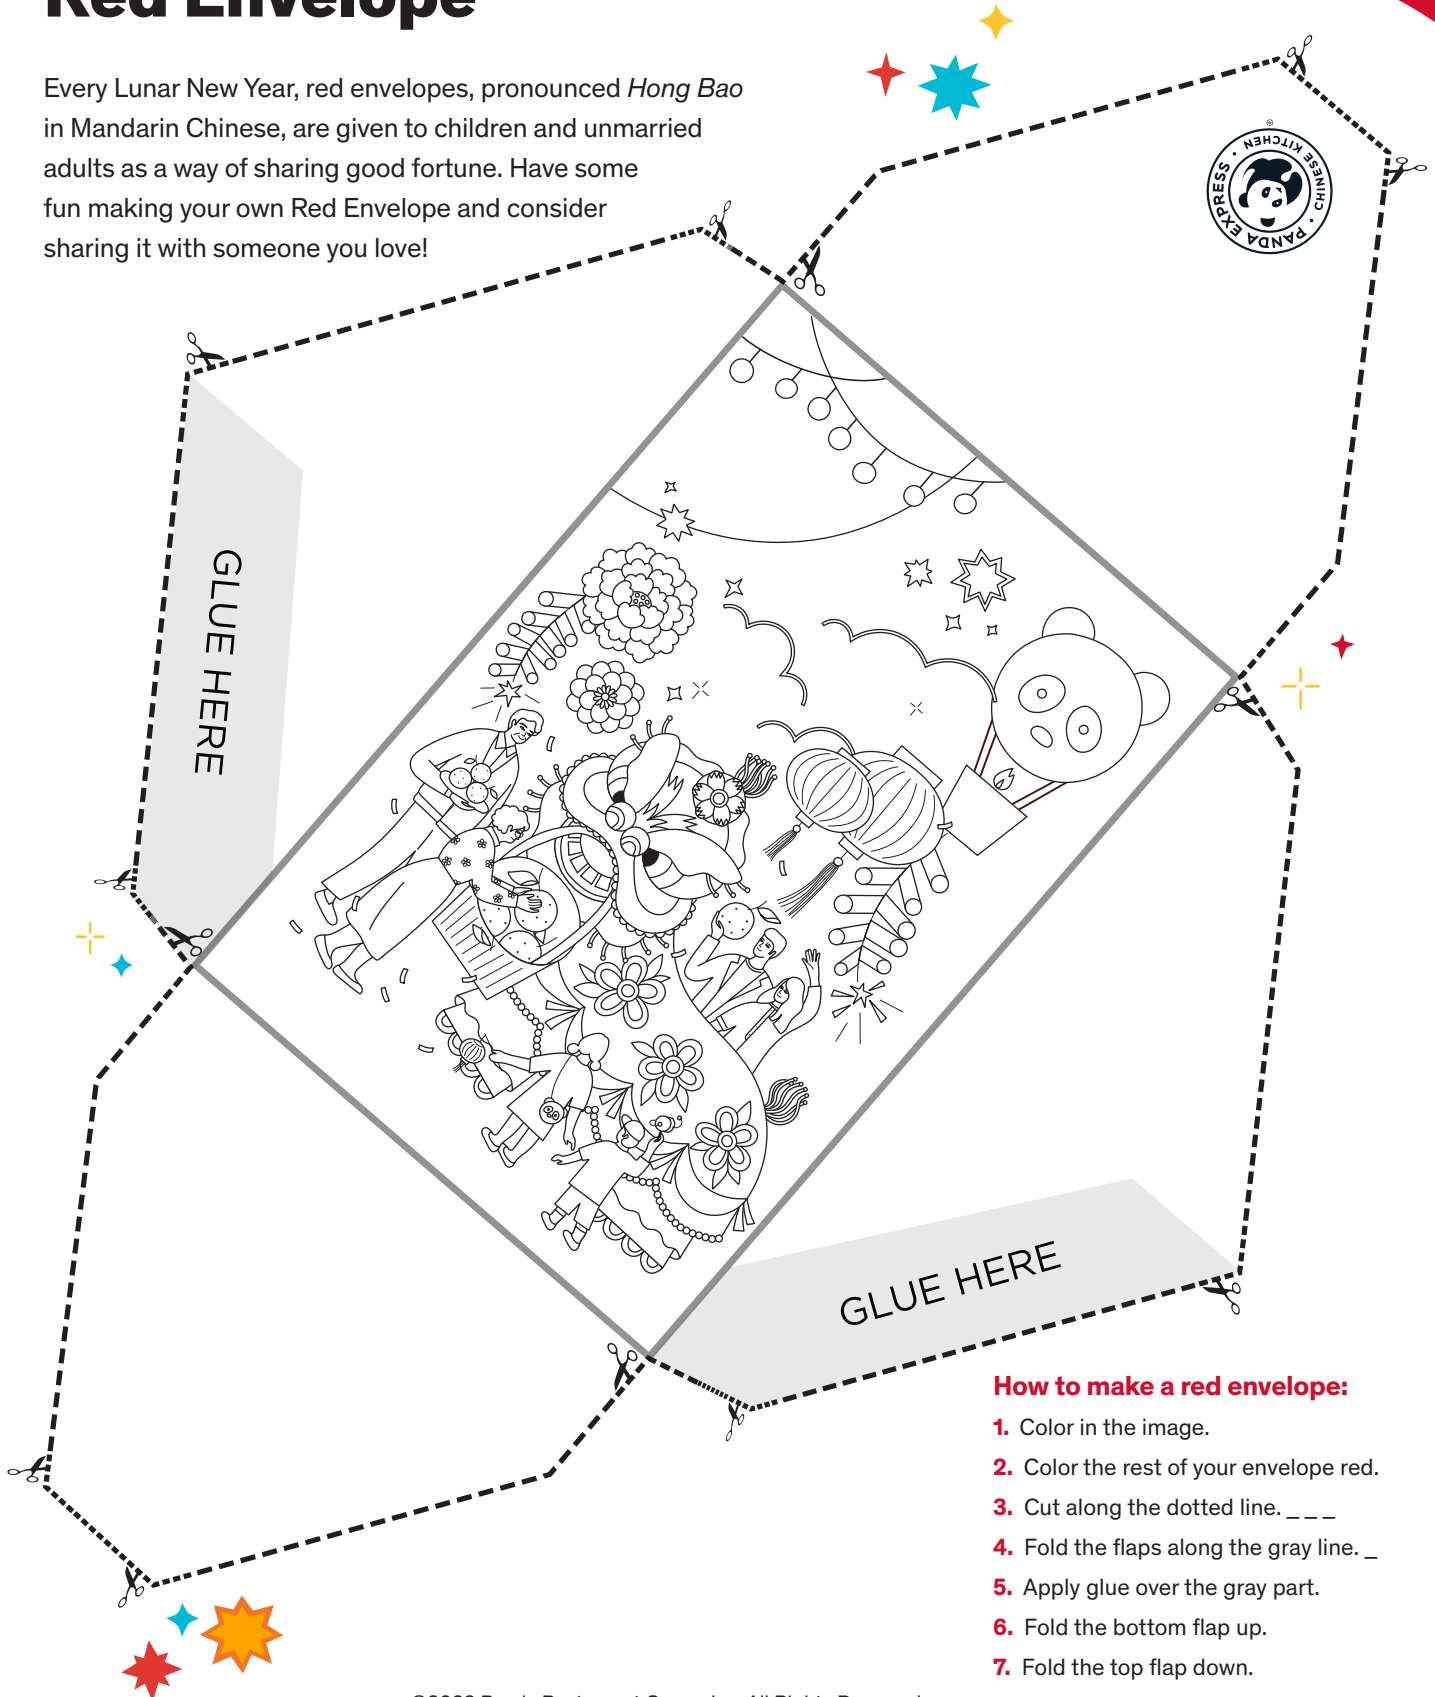 Red Envelope
Every Lunar New Year, red envelopes, pronounced Hong Bao
in Mandarin Chinese, are given to children and unmarried
adults as a way of sharing good fortune. Have some
fun making your own Red Envelope and consider
sharing it with someone you love!
PANDA EXPRESS • CHINESE KITCHEN •
®
GLUE HERE
GLUE HERE
How to make a red envelope:
1. Color in the image.
2. Color the rest of your envelope red.
3. Cut along the dotted line. _ _ _
4. Fold the flaps along the gray line. _
5. Apply glue over the gray part.
6. Fold the bottom flap up.
7. Fold the top flap down.